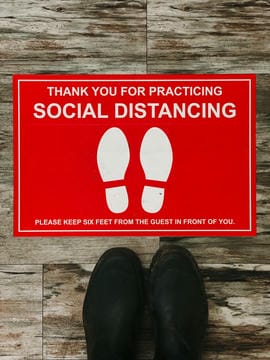 THANK YOU FOR PRACTICING
SOCIAL DISTANCING
PLEASE KEEP SIX FEET FROM THE GUEST IN FRONT OF YOU.